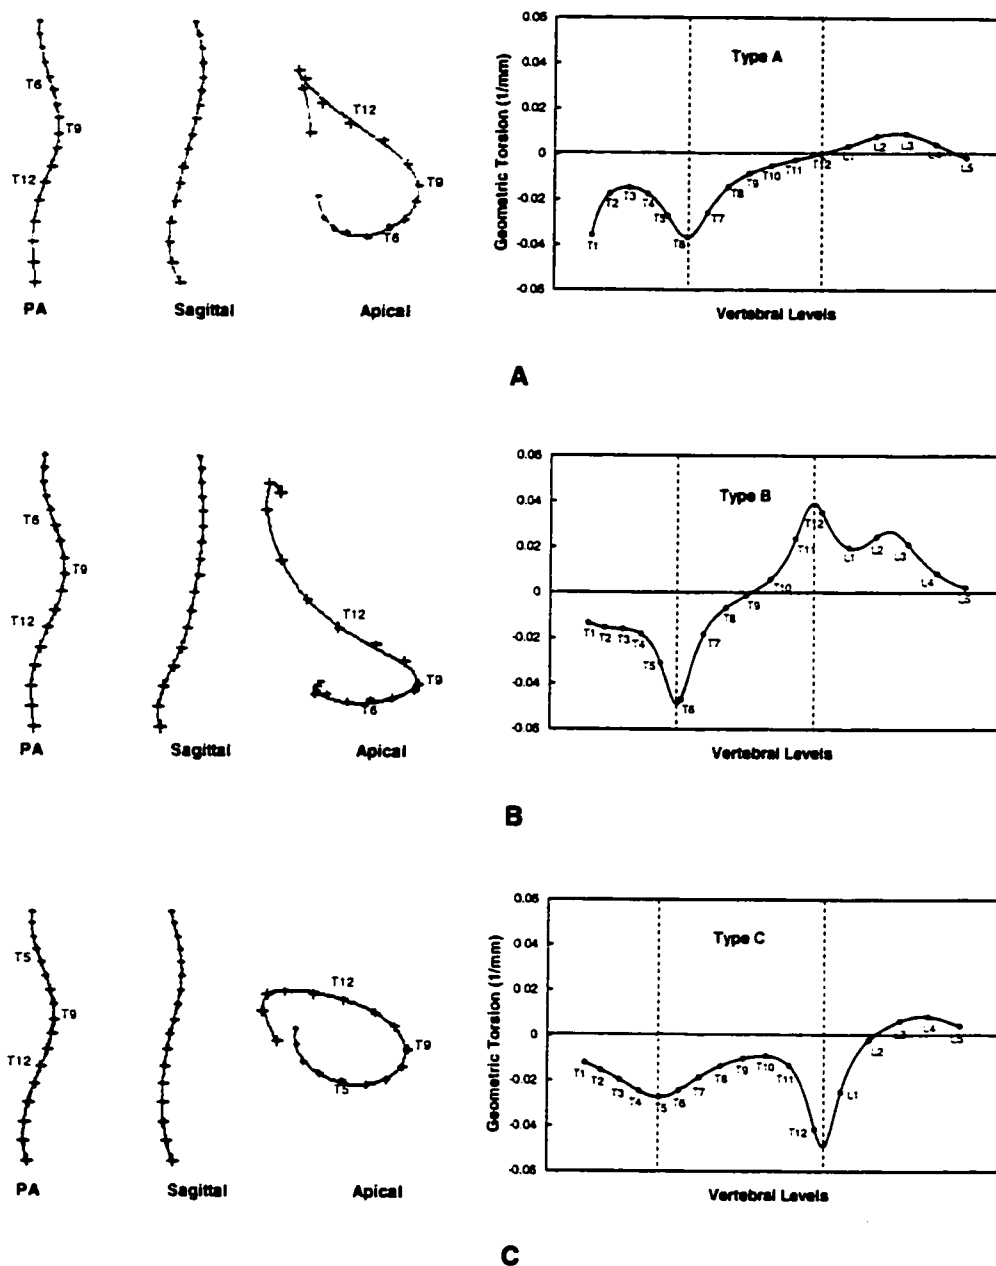 T6
T9
T12
PA
Sagittal
T12
T9
T6
Apical
Geometric Torsion (1/mm)
0.06
0.04
0.02
0
-0.02
-0.04
-0.06
Type A
T1
T2
T3
T4
T5
T6
T7
T8
T9
T10
T11
T12
L1
L2
L3
L4
L5
Vertebral Levels
A
T6
T9
T12
PA
Sagittal
T12
T9
T6
Apical
Geometric Torsion (1/mm)
0.06
0.04
0.02
0
-0.02
-0.04
-0.06
Type B
T1
T2
T3
T4
T5
T6
T7
T8
T9
T10
T11
T12
L1
L2
L3
L4
L5
Vertebral Levels
B
T5
T9
T12
PA
Sagittal
T12
T9
T5
Apical
Geometric Torsion (1/mm)
0.06
0.04
0.02
0
-0.02
-0.04
-0.06
Type C
T1
T2
T3
T4
T5
T6
T7
T8
T9
T10
T11
T12
L1
L2
L3
L4
L5
Vertebral Levels
C